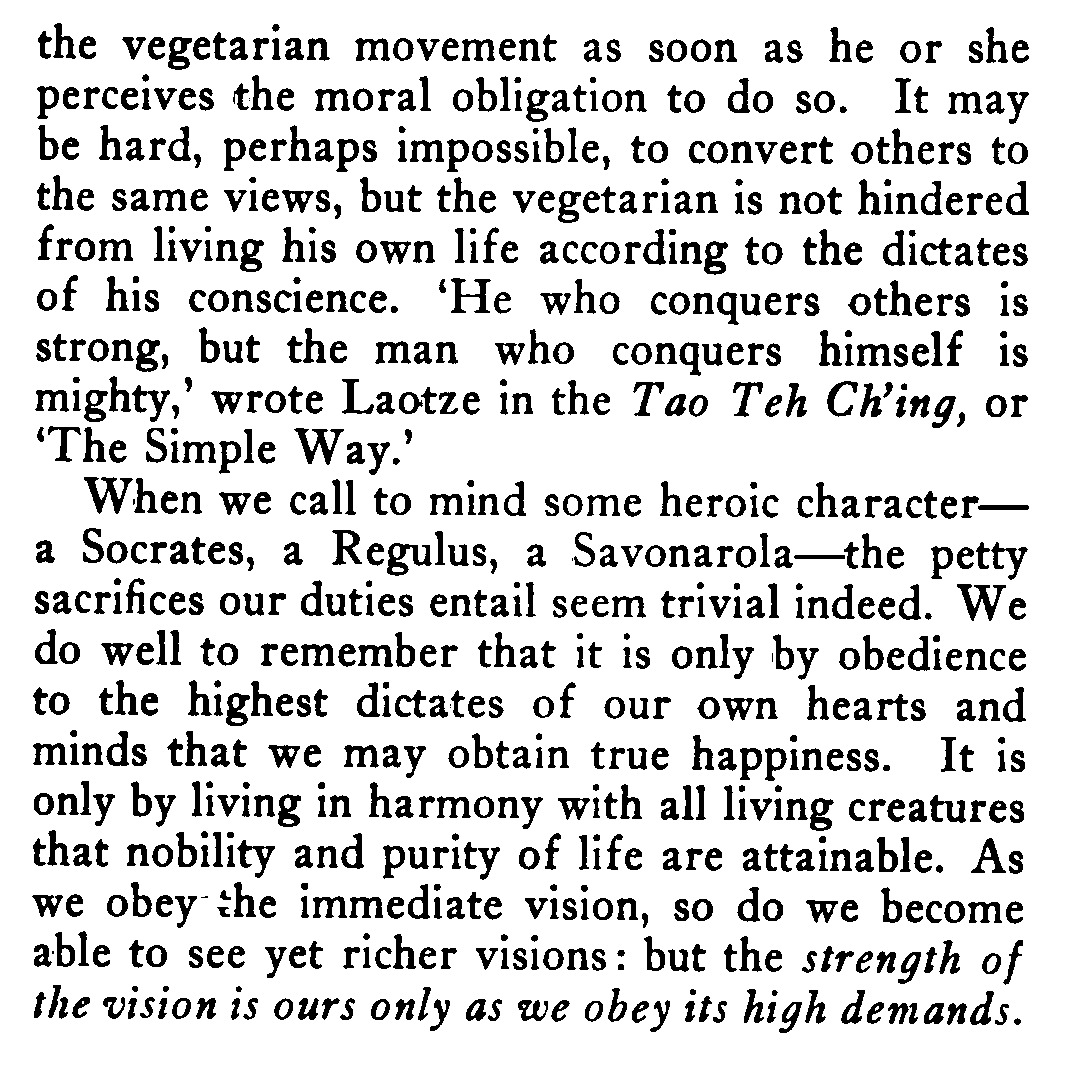 the vegetarian movement as soon as he or she
perceives the moral obligation to do so. It may
be hard, perhaps impossible, to convert others to
the same views, but the vegetarian is not hindered
from living his own life according to the dictates
of his conscience. ‘He who conquers others is
strong, but the man who conquers himself is
mighty,’ wrote Laotze in the Tao Teh Ch’ing, or
‘The Simple Way.’
When we call to mind some heroic character—
a Socrates, a Regulus, a Savonarola—the petty
sacrifices our duties entail seem trivial indeed. We
do well to remember that it is only by obedience
to the highest dictates of our own hearts and
minds that we may obtain true happiness. It is
only by living in harmony with all living creatures
that nobility and purity of life are attainable. As
we obey the immediate vision, so do we become
able to see yet richer visions: but the strength of
the vision is ours only as we obey its high demands.